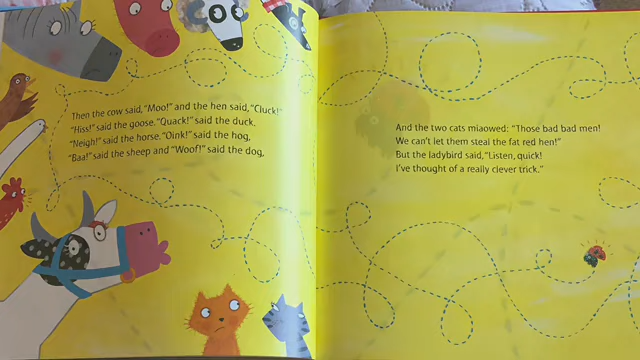 Then the cow said, "Moo!" and the hen said, "Cluck!"
"Hiss!" said the goose. "Quack!" said the duck.
"Neigh!" said the horse. "Oink!" said the hog,
"Baa!" said the sheep and "Woof!" said the dog,
And the two cats miaowed: "Those bad bad men!
We can't let them steal the fat red hen!"
But the ladybird said, "Listen, quick!
I've thought of a really clever trick."